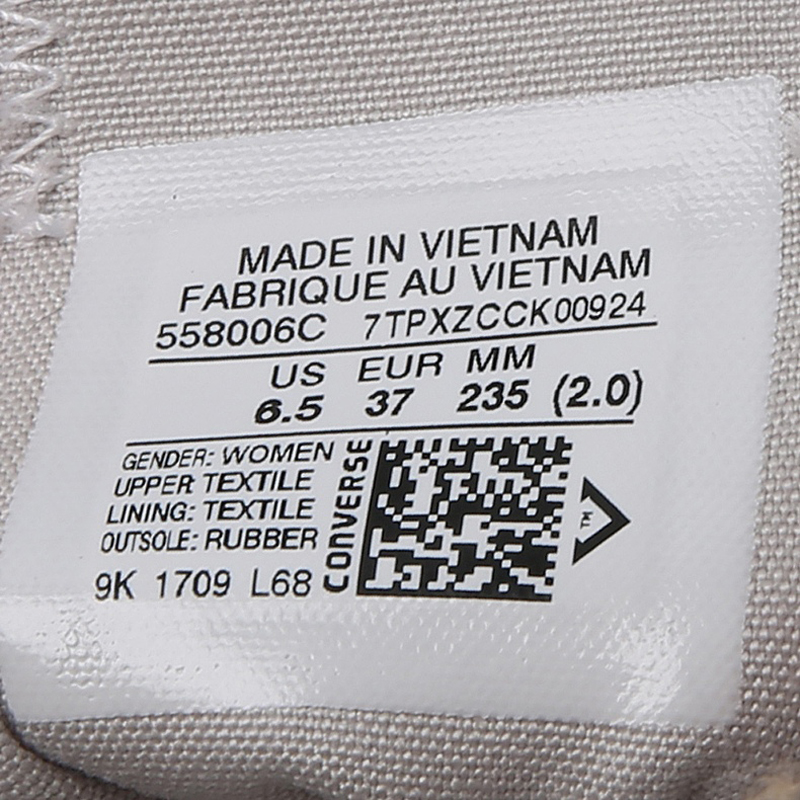 MADE IN VIETNAM
FABRIQUE AU VIETNAM
558006C 7TPXZCCK00924
US EUR MM
6.5 37 235 (2.0)
GENDER: WOMEN
UPPER: TEXTILE
LINING: TEXTILE
OUTSOLE: RUBBER
9K 1709 L68
CONVERSE
TM